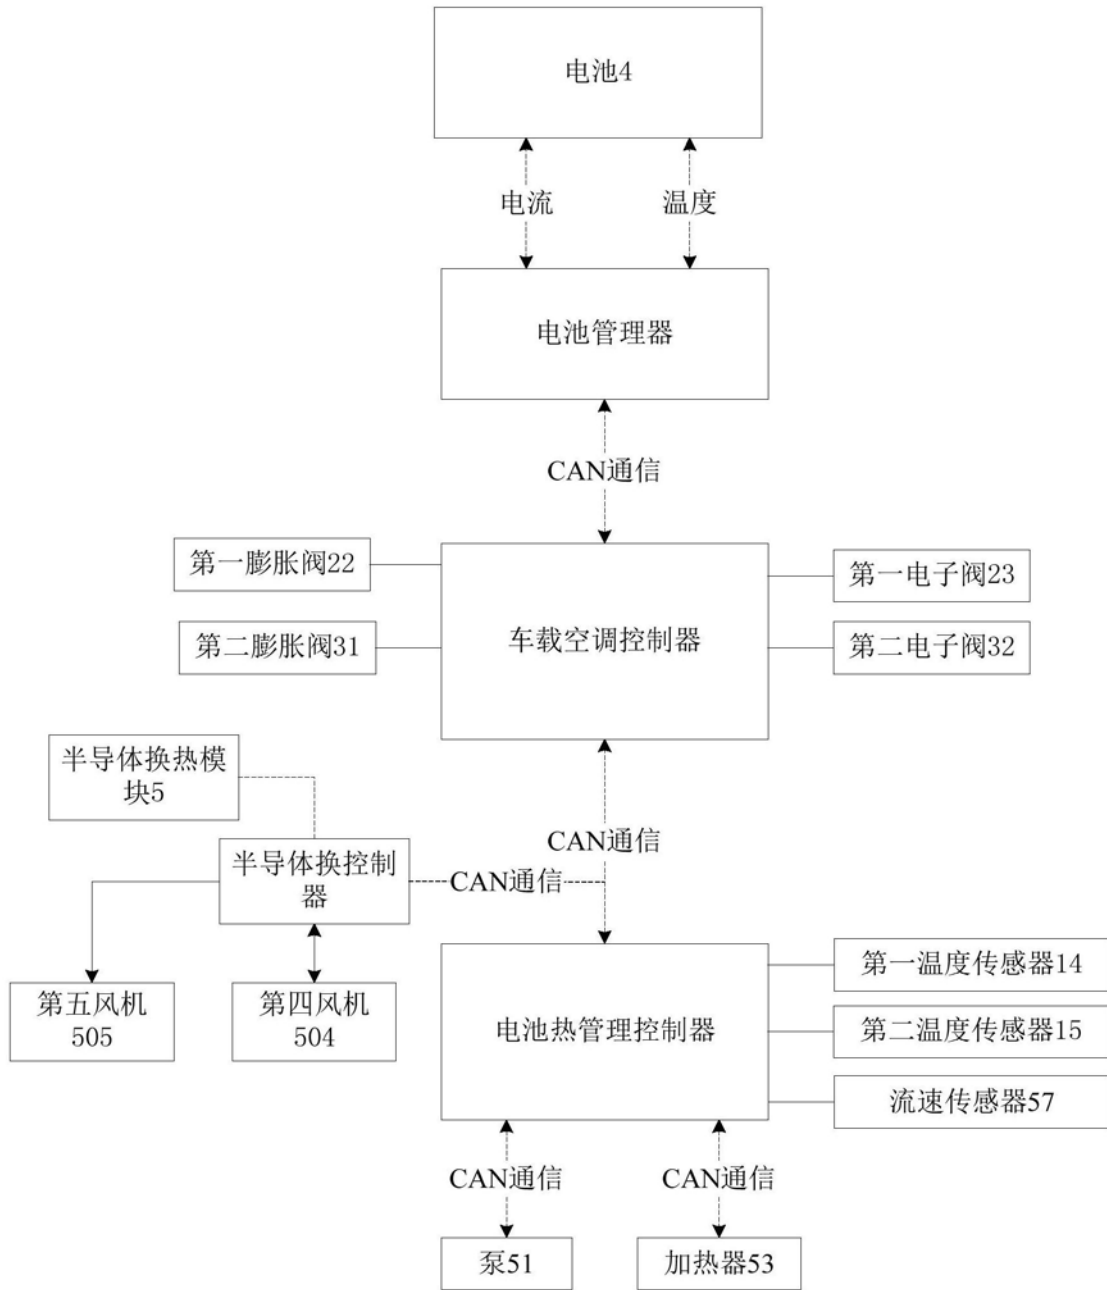 电池4
电流
温度
电池管理器
CAN通信
第一膨胀阀22
第一电子阀23
车载空调控制器
第二膨胀阀31
第二电子阀32
半导体换热模
块5
CAN通信
半导体换控制
器
CAN通信
第一温度传感器14
第五风机
505
第四风机
504
电池热管理控制器
第二温度传感器15
流速传感器57
CAN通信
CAN通信
泵51
加热器53